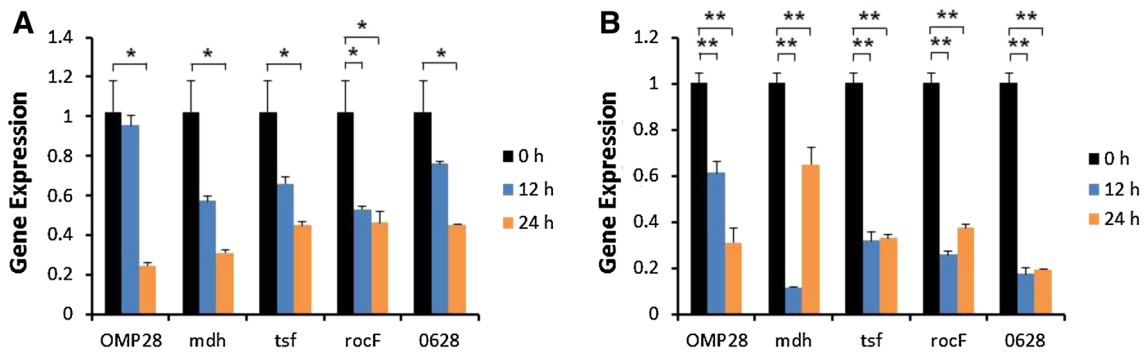 A
Gene Expression
1.4
1.2
1
0.8
0.6
0.4
0.2
0
*
*
*
*
*
*
OMP28 mdh tsf rocF 0628
0 h
12 h
24 h
B
Gene Expression
1.2
1
0.8
0.6
0.4
0.2
0
** ** ** ** **
** ** ** ** **
OMP28 mdh tsf rocF 0628
0 h
12 h
24 h